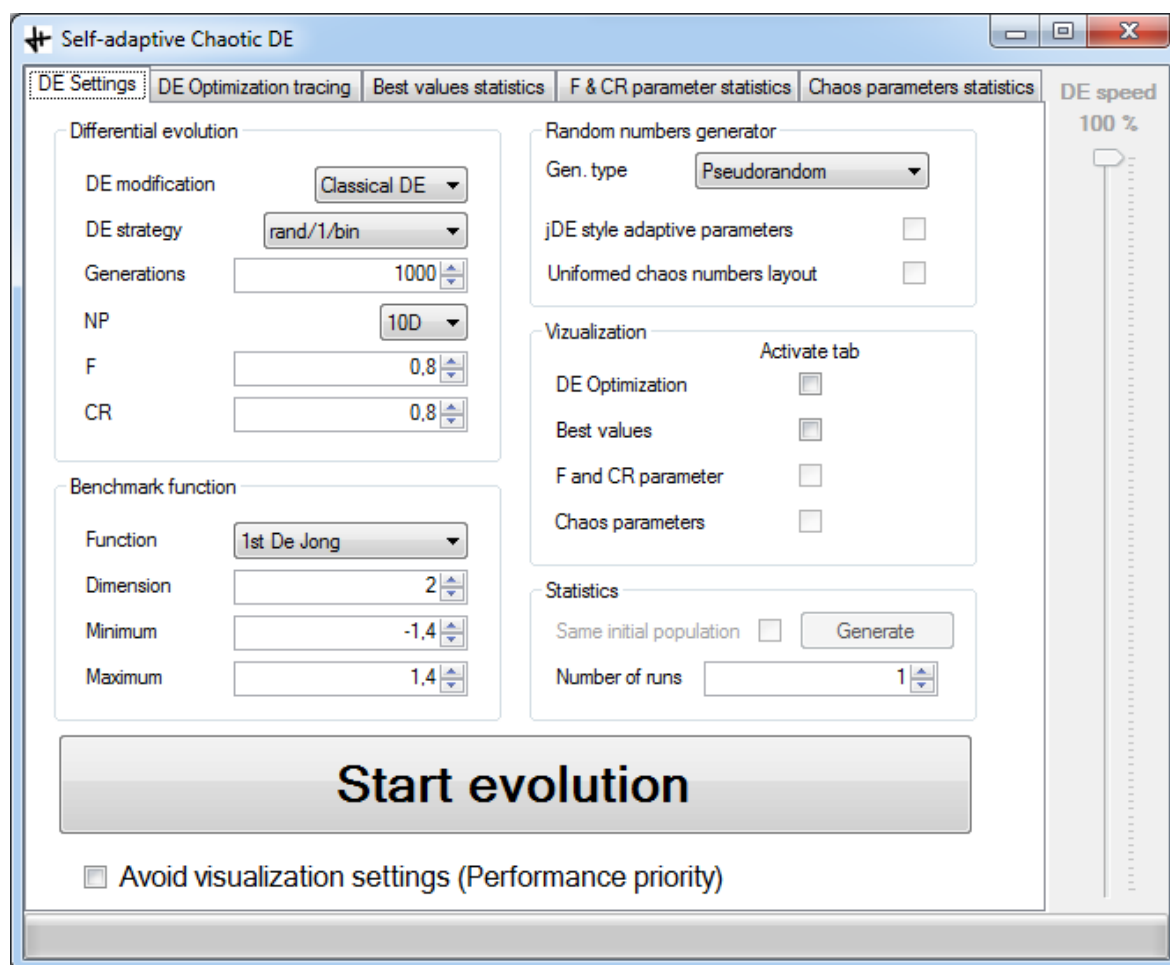 Self-adaptive Chaotic DE
DE Settings DE Optimization tracing Best values statistics F & CR parameter statistics Chaos parameters statistics
DE speed
100 %
Differential evolution
DE modification Classical DE
DE strategy rand/1/bin
Generations 1000
NP 10D
F 0,8
CR 0,8
Benchmark function
Function 1st De Jong
Dimension 2
Minimum -1,4
Maximum 1,4
Random numbers generator
Gen. type Pseudorandom
jDE style adaptive parameters
Uniformed chaos numbers layout
Vizualization
Activate tab
DE Optimization
Best values
F and CR parameter
Chaos parameters
Statistics
Same initial population Generate
Number of runs 1
Start evolution
Avoid visualization settings (Performance priority)